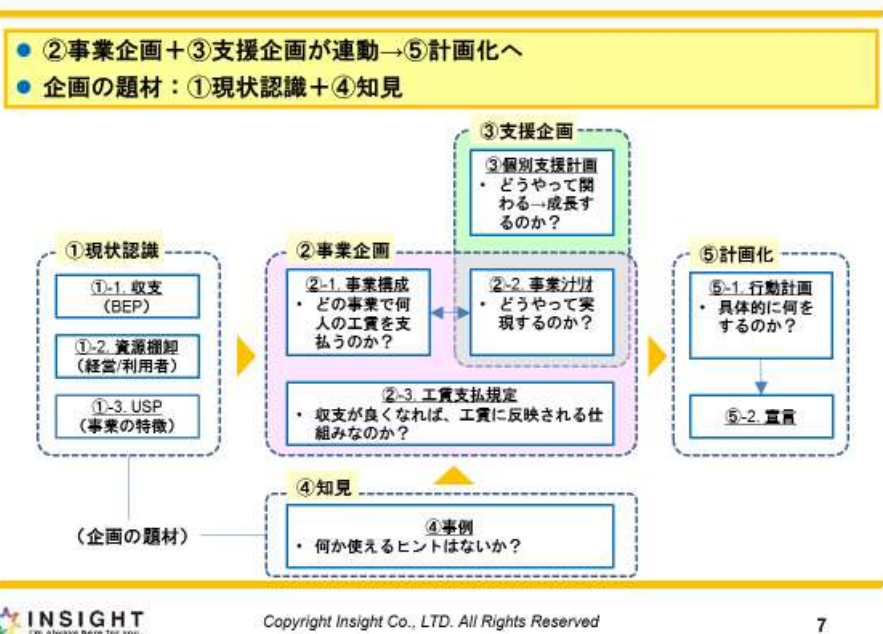 ● ②事業企画＋③支援企画が連動→⑤計画化へ
● 企画の題材：①現状認識＋④知見
③支援企画
③個別支援計画
・ どうやって関
わる→成長す
るのか？
①現状認識
①-1. 収支
(BEP)
①-2. 資源棚卸
(経営/利用者)
①-3. USP
(事業の特徴)
②事業企画
②-1. 事業構成
・ どの事業で何
人の工賃を支
払うのか？
②-2. 事業ｼﾅﾘｵ
・ どうやって実
現するのか？
②-3. 工賃支払規定
・ 収支が良くなれば、工賃に反映される仕
組みなのか？
⑤計画化
⑤-1. 行動計画
・ 具体的に何を
するのか？
⑤-2. 宣言
④知見
④事例
・ 何か使えるヒントはないか？
(企画の題材)
INSIGHT
I'm always here for you.
Copyright Insight Co., LTD. All Rights Reserved
7